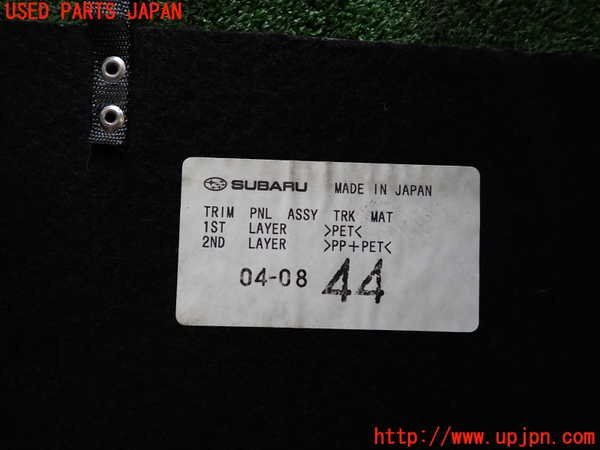 USED PARTS JAPAN
SUBARU MADE IN JAPAN
TRIM PNL ASSY TRK MAT
1ST LAYER >PET<
2ND LAYER >PP+PET<
04-08 44
http://www.upjpn.com/